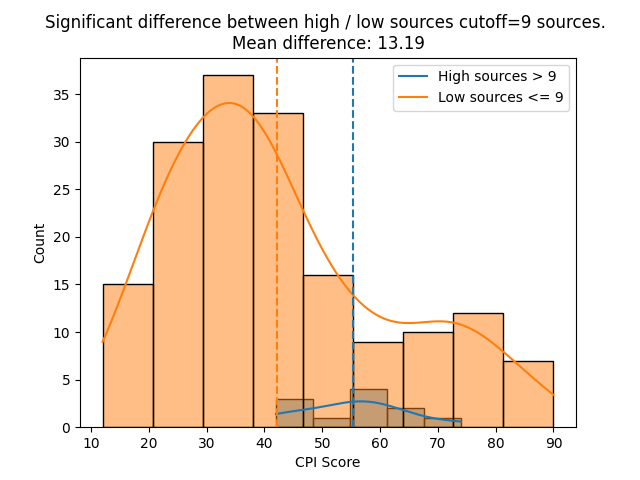 Significant difference between high / low sources cutoff=9 sources.
Mean difference: 13.19
High sources > 9
Low sources <= 9
Count
35
30
25
20
15
10
5
0
10 20 30 40 50 60 70 80 90
CPI Score